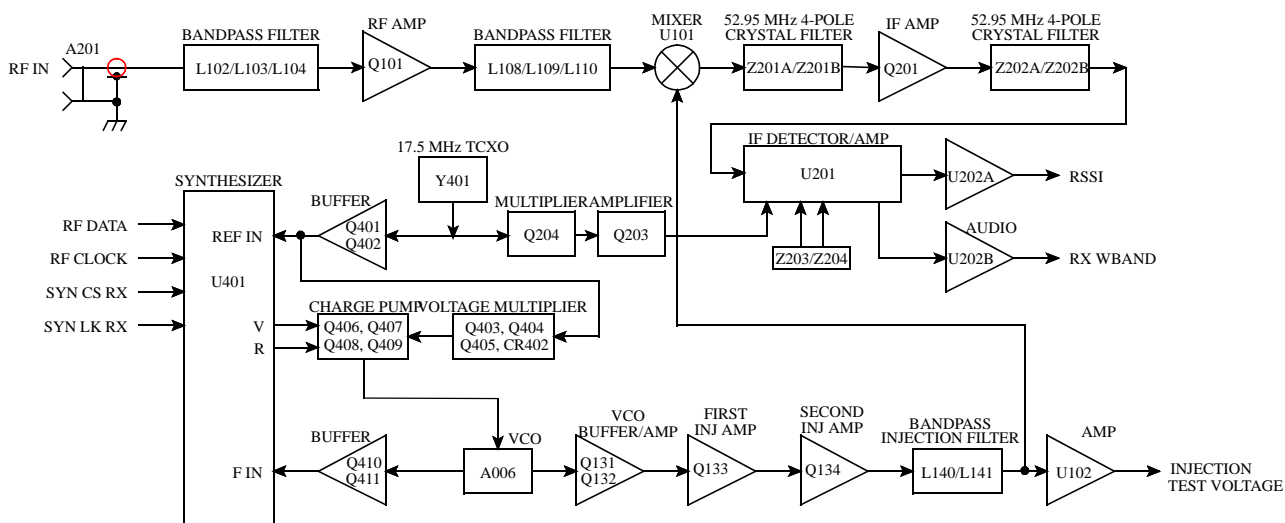 A201
RF IN
BANDPASS FILTER
L102/L103/L104
RF AMP
Q101
BANDPASS FILTER
L108/L109/L110
MIXER
U101
52.95 MHz 4-POLE
CRYSTAL FILTER
Z201A/Z201B
IF AMP
Q201
52.95 MHz 4-POLE
CRYSTAL FILTER
Z202A/Z202B
17.5 MHz TCXO
Y401
IF DETECTOR/AMP
U201
U202A
RSSI
SYNTHESIZER
BUFFER
Q401
Q402
MULTIPLIER
Q204
AMPLIFIER
Q203
Z203/Z204
AUDIO
U202B
RX WBAND
RF DATA
RF CLOCK
SYN CS RX
SYN LK RX
REF IN
U401
V
R
CHARGE PUMP
Q406, Q407
Q408, Q409
VOLTAGE MULTIPLIER
Q403, Q404
Q405, CR402
F IN
BUFFER
Q410
Q411
VCO
A006
VCO
BUFFER/AMP
Q131
Q132
FIRST
INJ AMP
Q133
SECOND
INJ AMP
Q134
BANDPASS
INJECTION FILTER
L140/L141
AMP
U102
INJECTION
TEST VOLTAGE